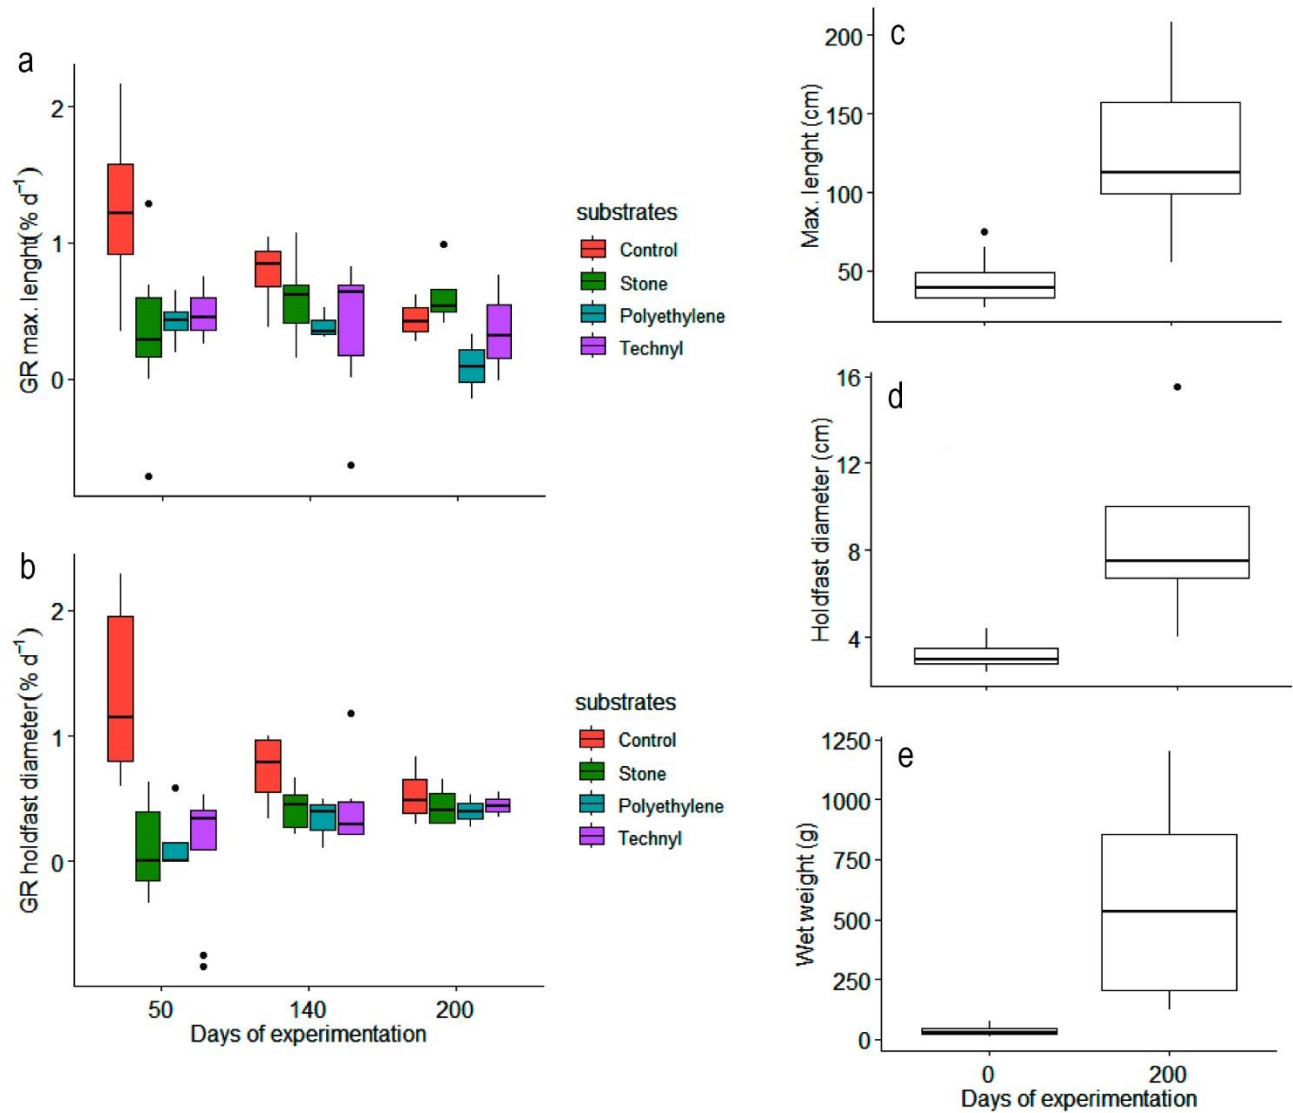 a
2
1
0
GR max. lenght(% d⁻¹)
substrates
Control
Stone
Polyethylene
Technyl
b
2
1
0
GR holdfast diameter(% d⁻¹)
substrates
Control
Stone
Polyethylene
Technyl
50 140 200
Days of experimentation
c
200
150
100
50
Max. lenght (cm)
d
16
12
8
4
Holdfast diameter (cm)
e
1250
1000
750
500
250
0
Wet weight (g)
0 200
Days of experimentation